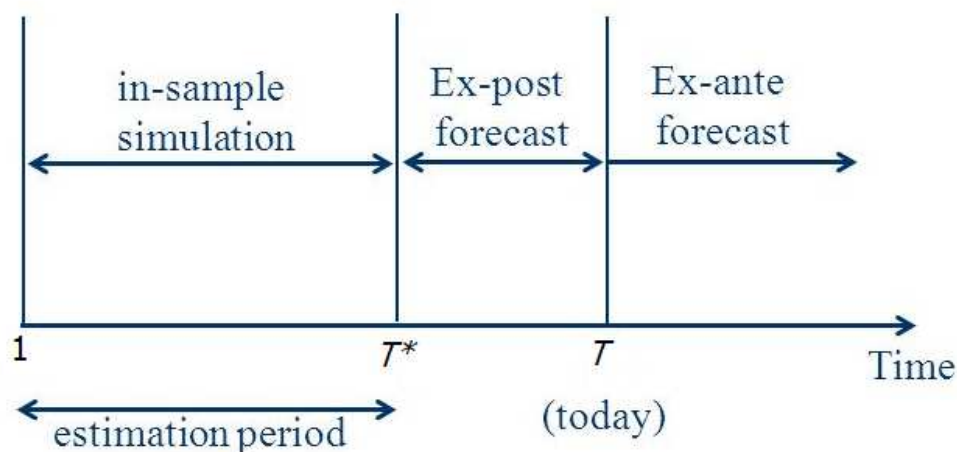 in-sample
simulation
Ex-post
forecast
Ex-ante
forecast
1
T*
T
Time
estimation period
(today)